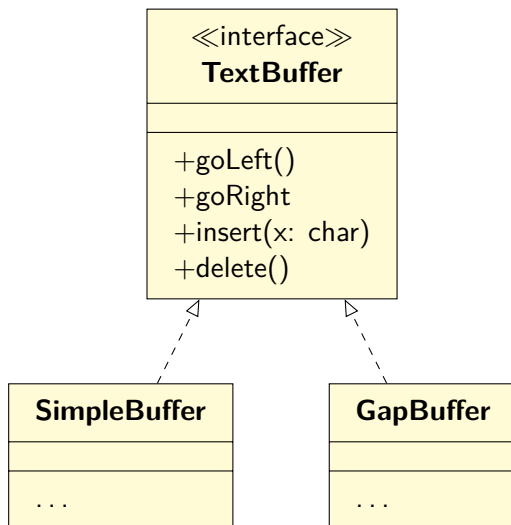 ≪interface≫
TextBuffer
+goLeft()
+goRight
+insert(x: char)
+delete()
SimpleBuffer
...
GapBuffer
...